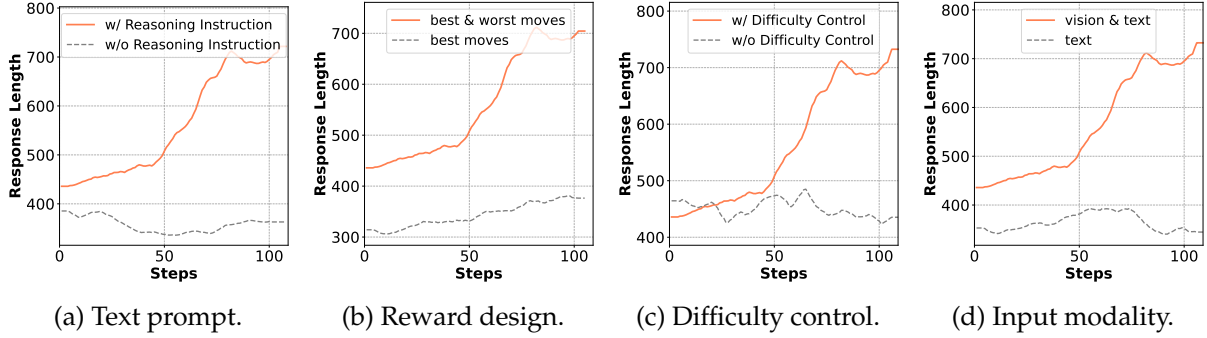 800
700
600
500
400
Response Length
w/ Reasoning Instruction
w/o Reasoning Instruction
0
50
100
Steps
(a) Text prompt.
700
600
500
400
300
Response Length
best & worst moves
best moves
0
50
100
Steps
(b) Reward design.
800
700
600
500
400
Response Length
w/ Difficulty Control
w/o Difficulty Control
0
50
100
Steps
(c) Difficulty control.
800
700
600
500
400
Response Length
vision & text
text
0
50
100
Steps
(d) Input modality.